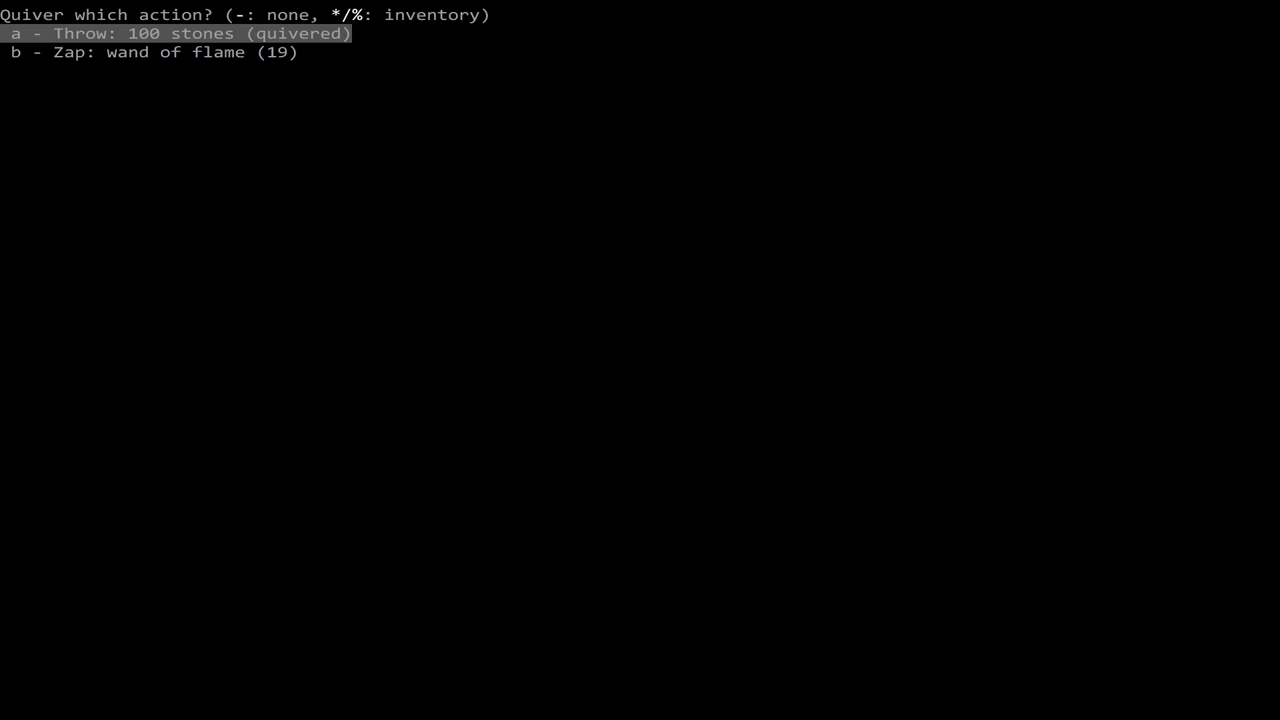 Quiver which action? (-: none, */%: inventory)
a - Throw: 100 stones (quivered)
b - Zap: wand of flame (19)